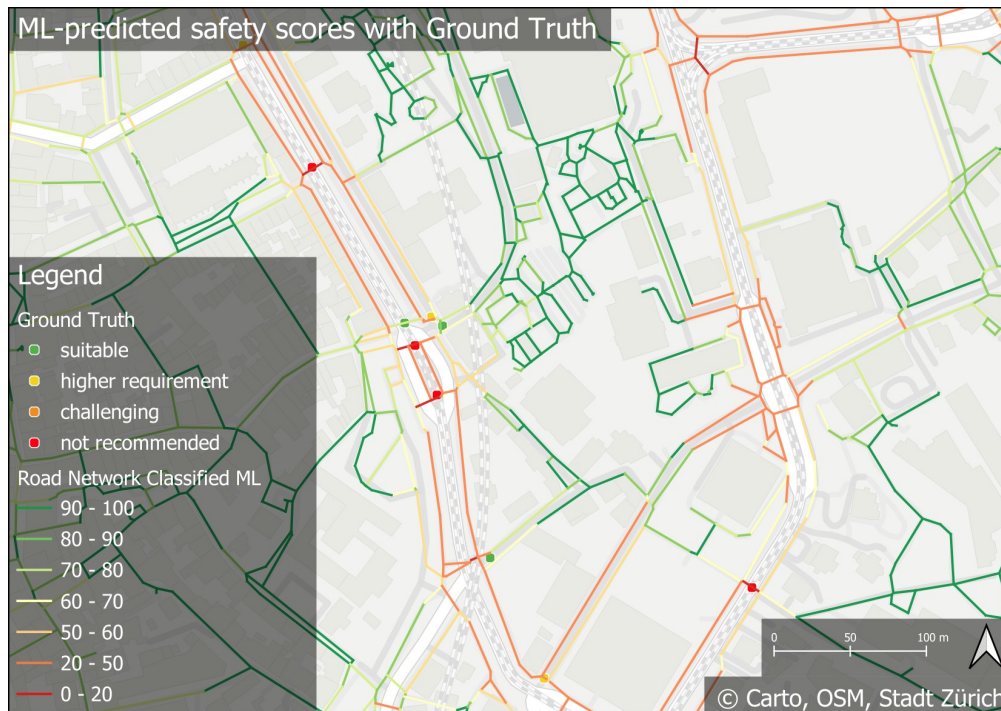 ML-predicted safety scores with Ground Truth
Legend
Ground Truth
suitable
higher requirement
challenging
not recommended
Road Network Classified ML
90 - 100
80 - 90
70 - 80
60 - 70
50 - 60
20 - 50
0 - 20
0 50 100 m
© Carto, OSM, Stadt Zürich